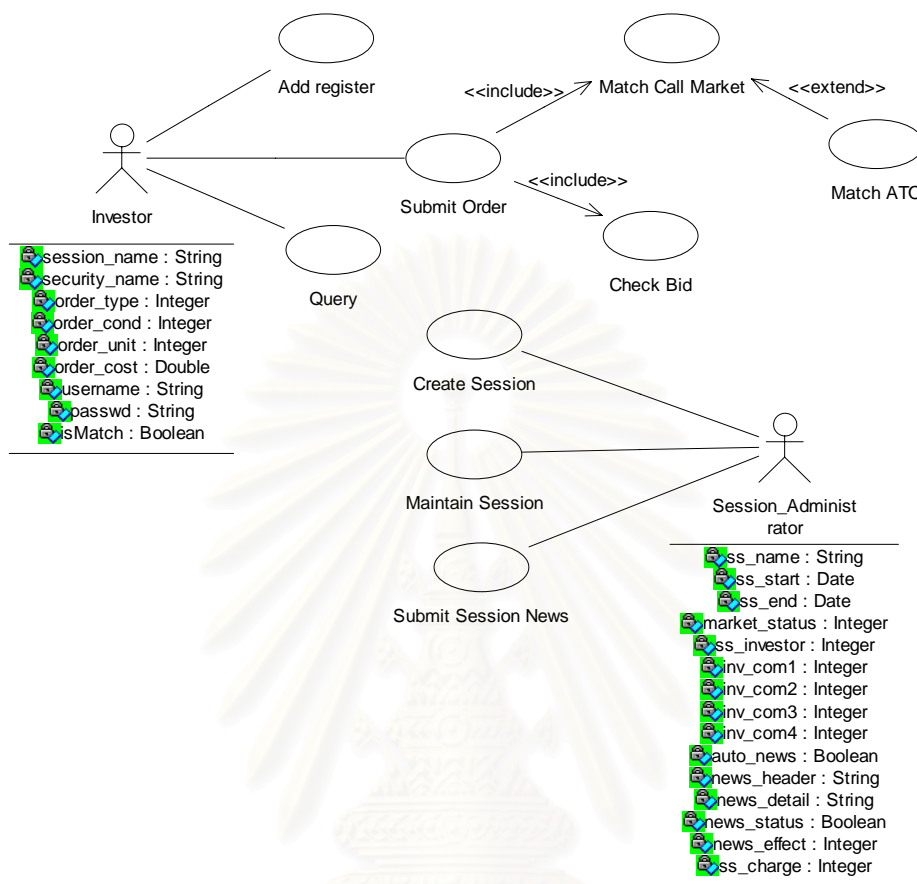 Add register
Match Call Market
<<include>>
<<extend>>
Investor
Submit Order
<<include>>
Match ATO
session_name : String
security_name : String
order_type : Integer
order_cond : Integer
order_unit : Integer
order_cost : Double
username : String
passwd : String
isMatch : Boolean
Query
Check Bid
Create Session
Maintain Session
Session_Administ
rator
Submit Session News
ss_name : String
ss_start : Date
ss_end : Date
market_status : Integer
ss_investor : Integer
inv_com1 : Integer
inv_com2 : Integer
inv_com3 : Integer
inv_com4 : Integer
auto_news : Boolean
news_header : String
news_detail : String
news_status : Boolean
news_effect : Integer
ss_charge : Integer